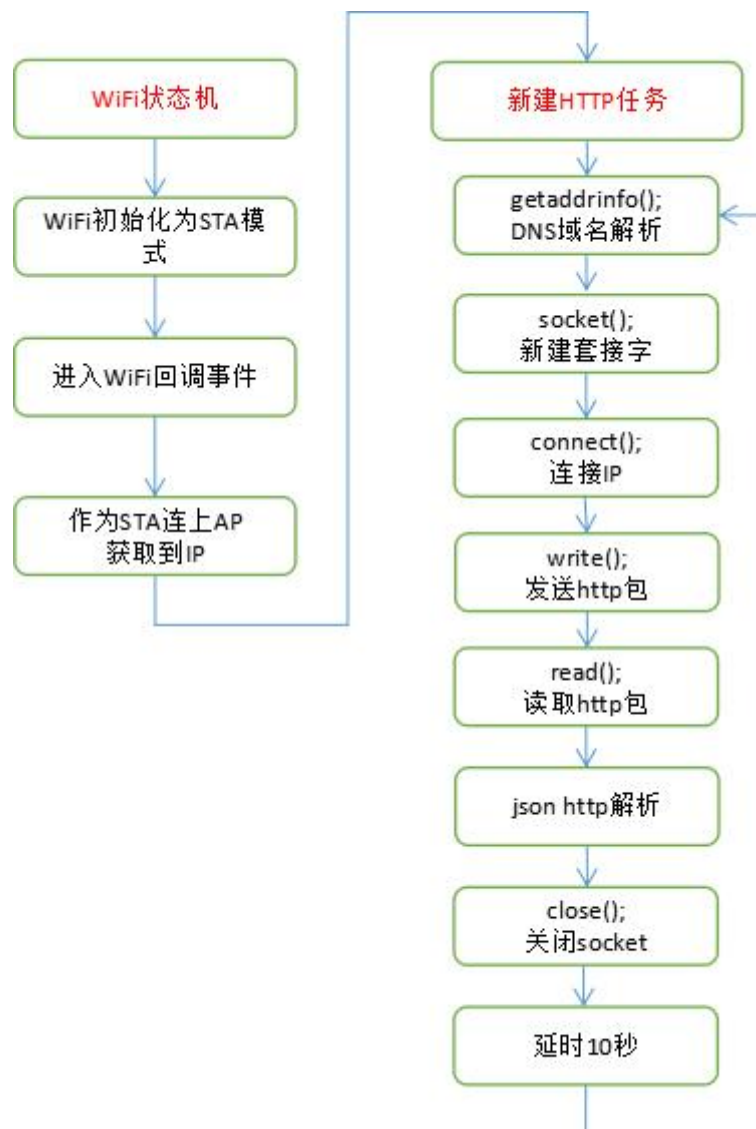 WiFi状态机
WiFi初始化为STA模
式
进入WiFi回调事件
作为STA连上AP
获取到IP
新建HTTP任务
getaddrinfo();
DNS域名解析
socket();
新建套接字
connect();
连接IP
write();
发送http包
read();
读取http包
json http解析
close();
关闭socket
延时10秒